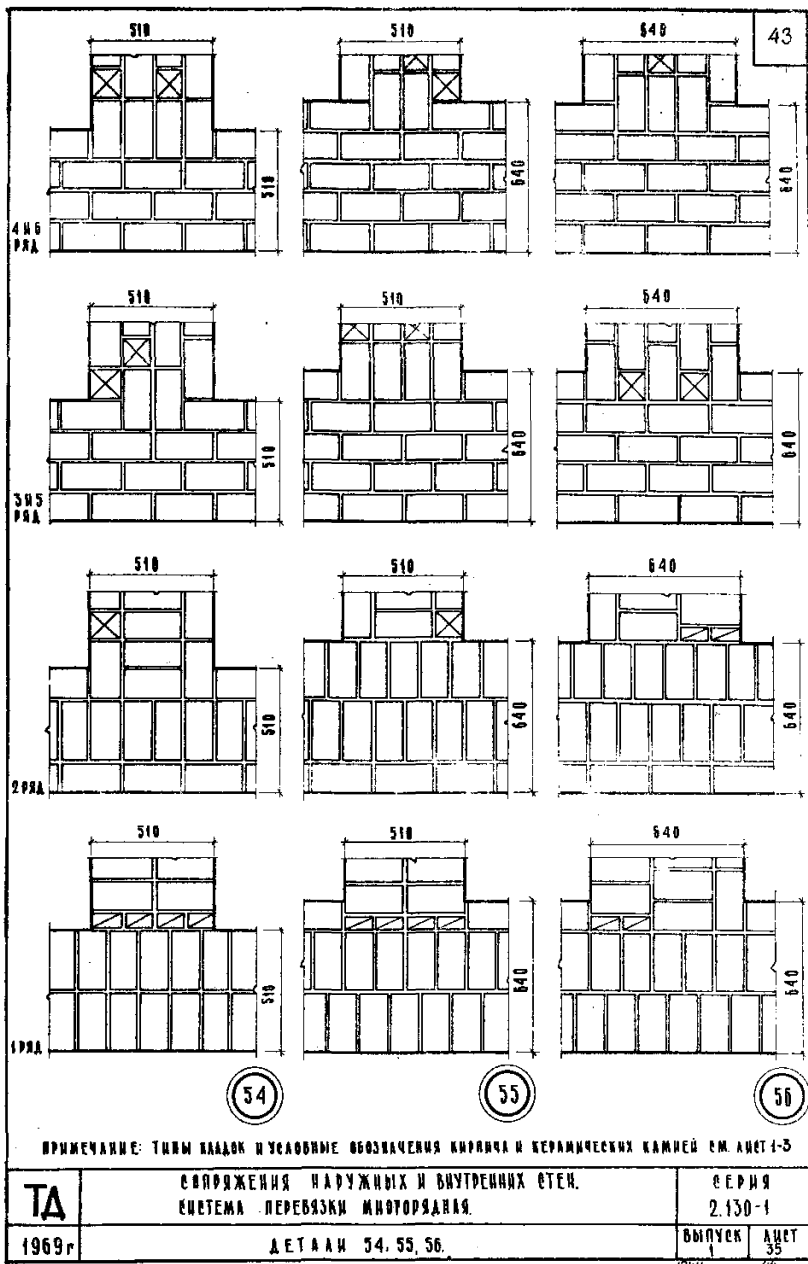 43
510 510 640
510 640 640
4 И 6
РЯД
510 510 640
510 640 640
3 И 5
РЯД
510 510 640
510 640 640
2 РЯД
510 510 640
510 640 640
1 РЯД
54 55 56
ПРИМЕЧАНИЕ: ТИПЫ КЛАДОК И УСЛОВНЫЕ ОБОЗНАЧЕНИЯ КИРПИЧА И КЕРАМИЧЕСКИХ КАМНЕЙ СМ. ЛИСТ 1-3
ТД
СОПРЯЖЕНИЯ НАРУЖНЫХ И ВНУТРЕННИХ СТЕН.
СИСТЕМА ПЕРЕВЯЗКИ МНОГОРЯДНАЯ.
СЕРИЯ
2.130-1
1969г
ДЕТАЛИ 54, 55, 56.
ВЫПУСК
1
ЛИСТ
35